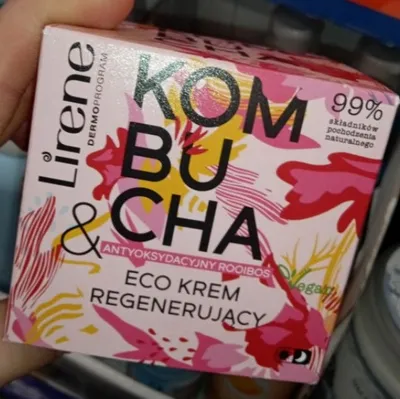 Lirene
DERMOPROGRAM
KOM
BU
CHA
&
ANTYOKSYDACYJNY ROOIBOS
ECO KREM
REGENERUJĄCY
99%
składników
pochodzenia
naturalnego
Vegan